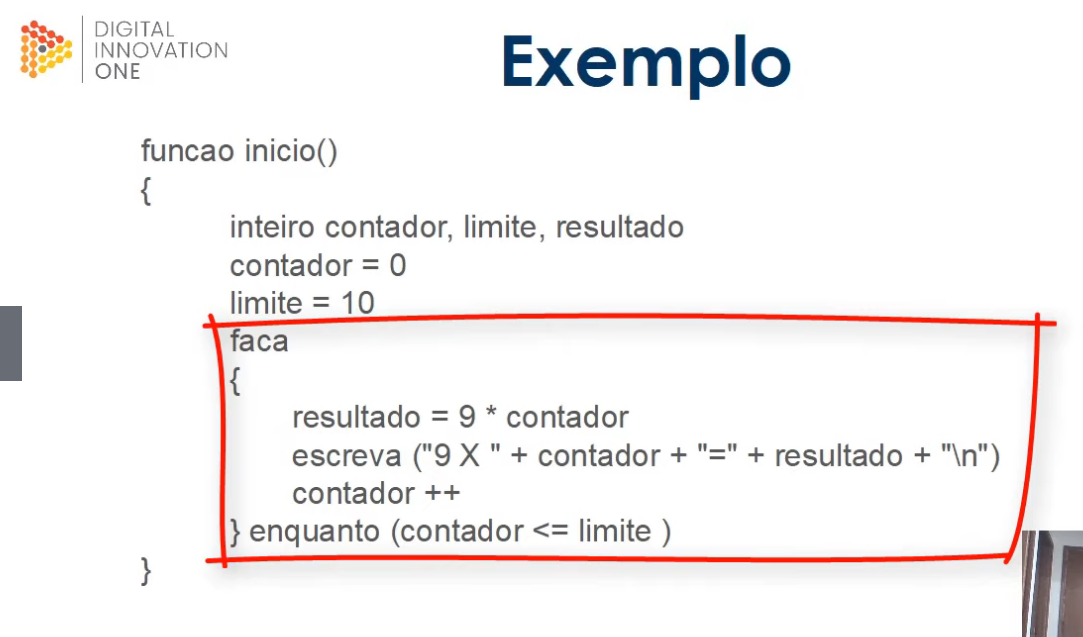 DIGITAL
INNOVATION
ONE
Exemplo
funcao inicio()
{
inteiro contador, limite, resultado
contador = 0
limite = 10
faca
{
resultado = 9 * contador
escreva ("9 X " + contador + "=" + resultado + "\n")
contador ++
} enquanto (contador <= limite )
}